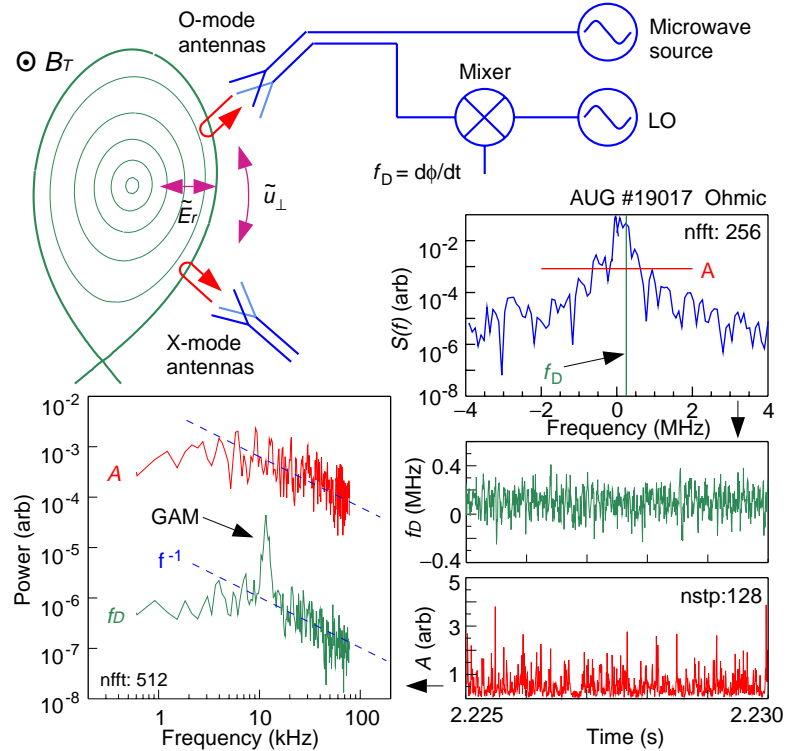 O-mode
antennas
Microwave
source
⊙ B_T
Mixer
LO
f_D = dϕ/dt
Ẽr
ũ_⊥
X-mode
antennas
AUG #19017 Ohmic
nfft: 256
A
f_D
S(f) (arb)
10^-2
10^-4
10^-6
10^-8
−4
−2
0
2
4
Frequency (MHz)
f_D (MHz)
0.4
0
−0.4
nstp:128
A (arb)
5
3
1
2.225
2.230
Time (s)
Power (arb)
10^-2
10^-3
10^-4
10^-5
10^-6
10^-7
10^-8
A
GAM
f^-1
f_D
nfft: 512
1
10
100
Frequency (kHz)